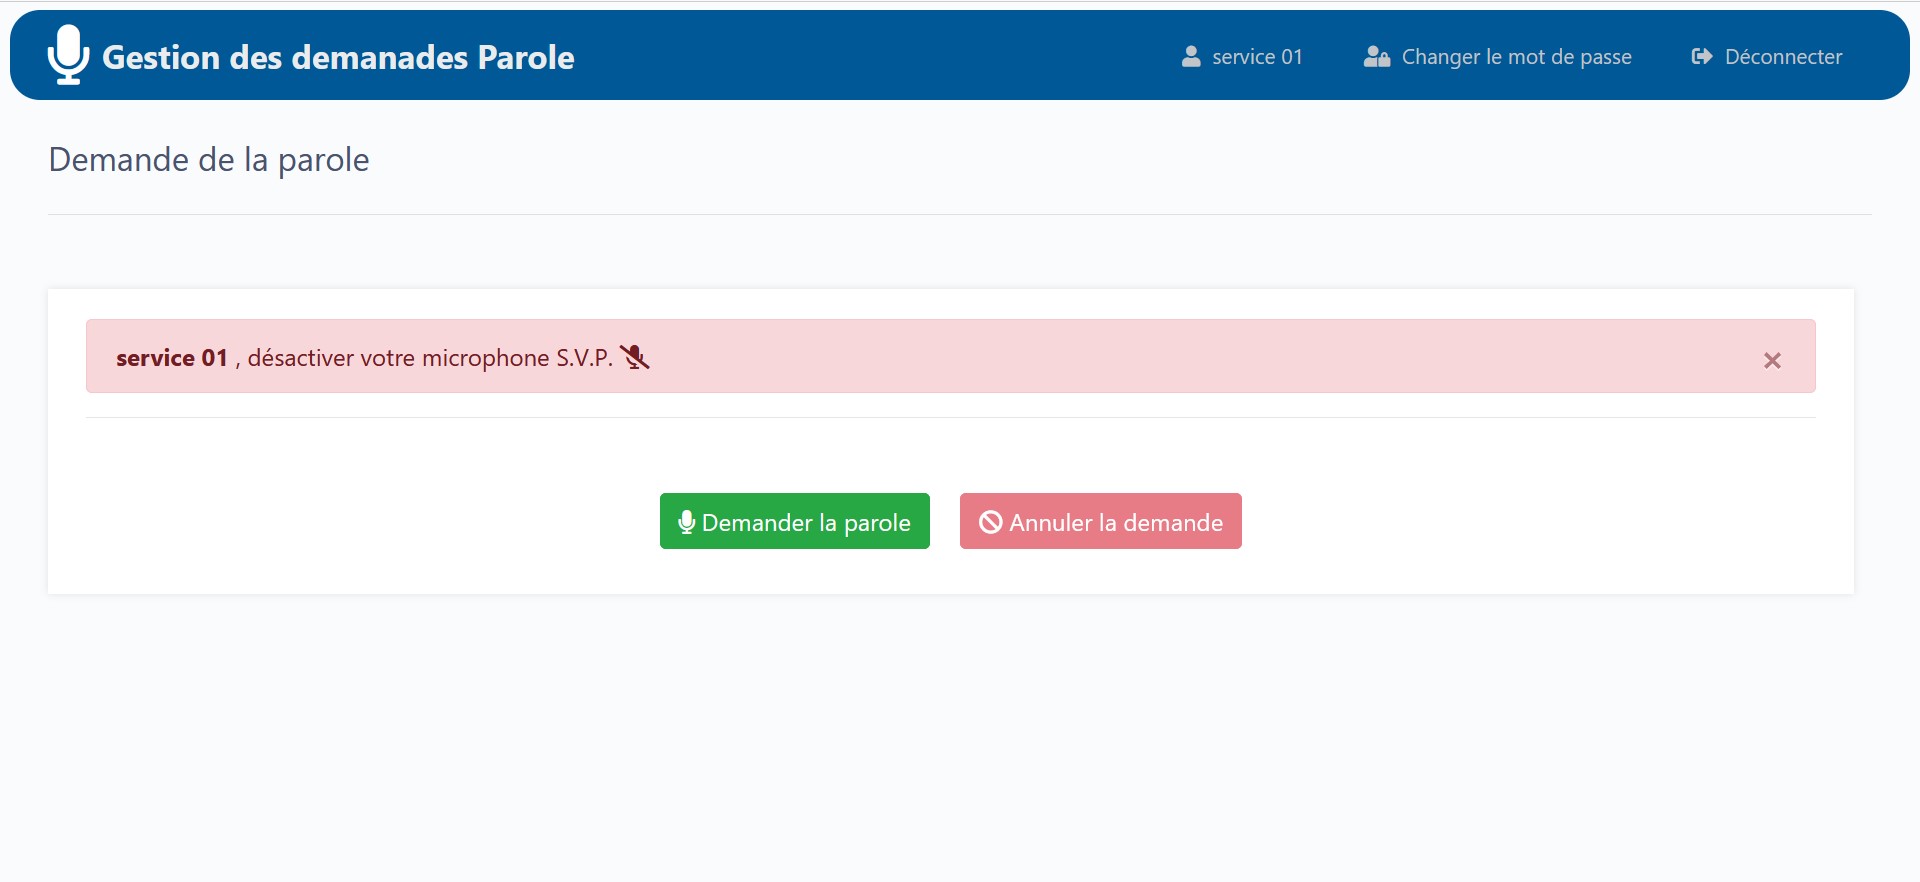 Gestion des demanades Parole
service 01
Changer le mot de passe
Déconnecter
Demande de la parole
service 01 , désactiver votre microphone S.V.P.
×
Demander la parole
Annuler la demande